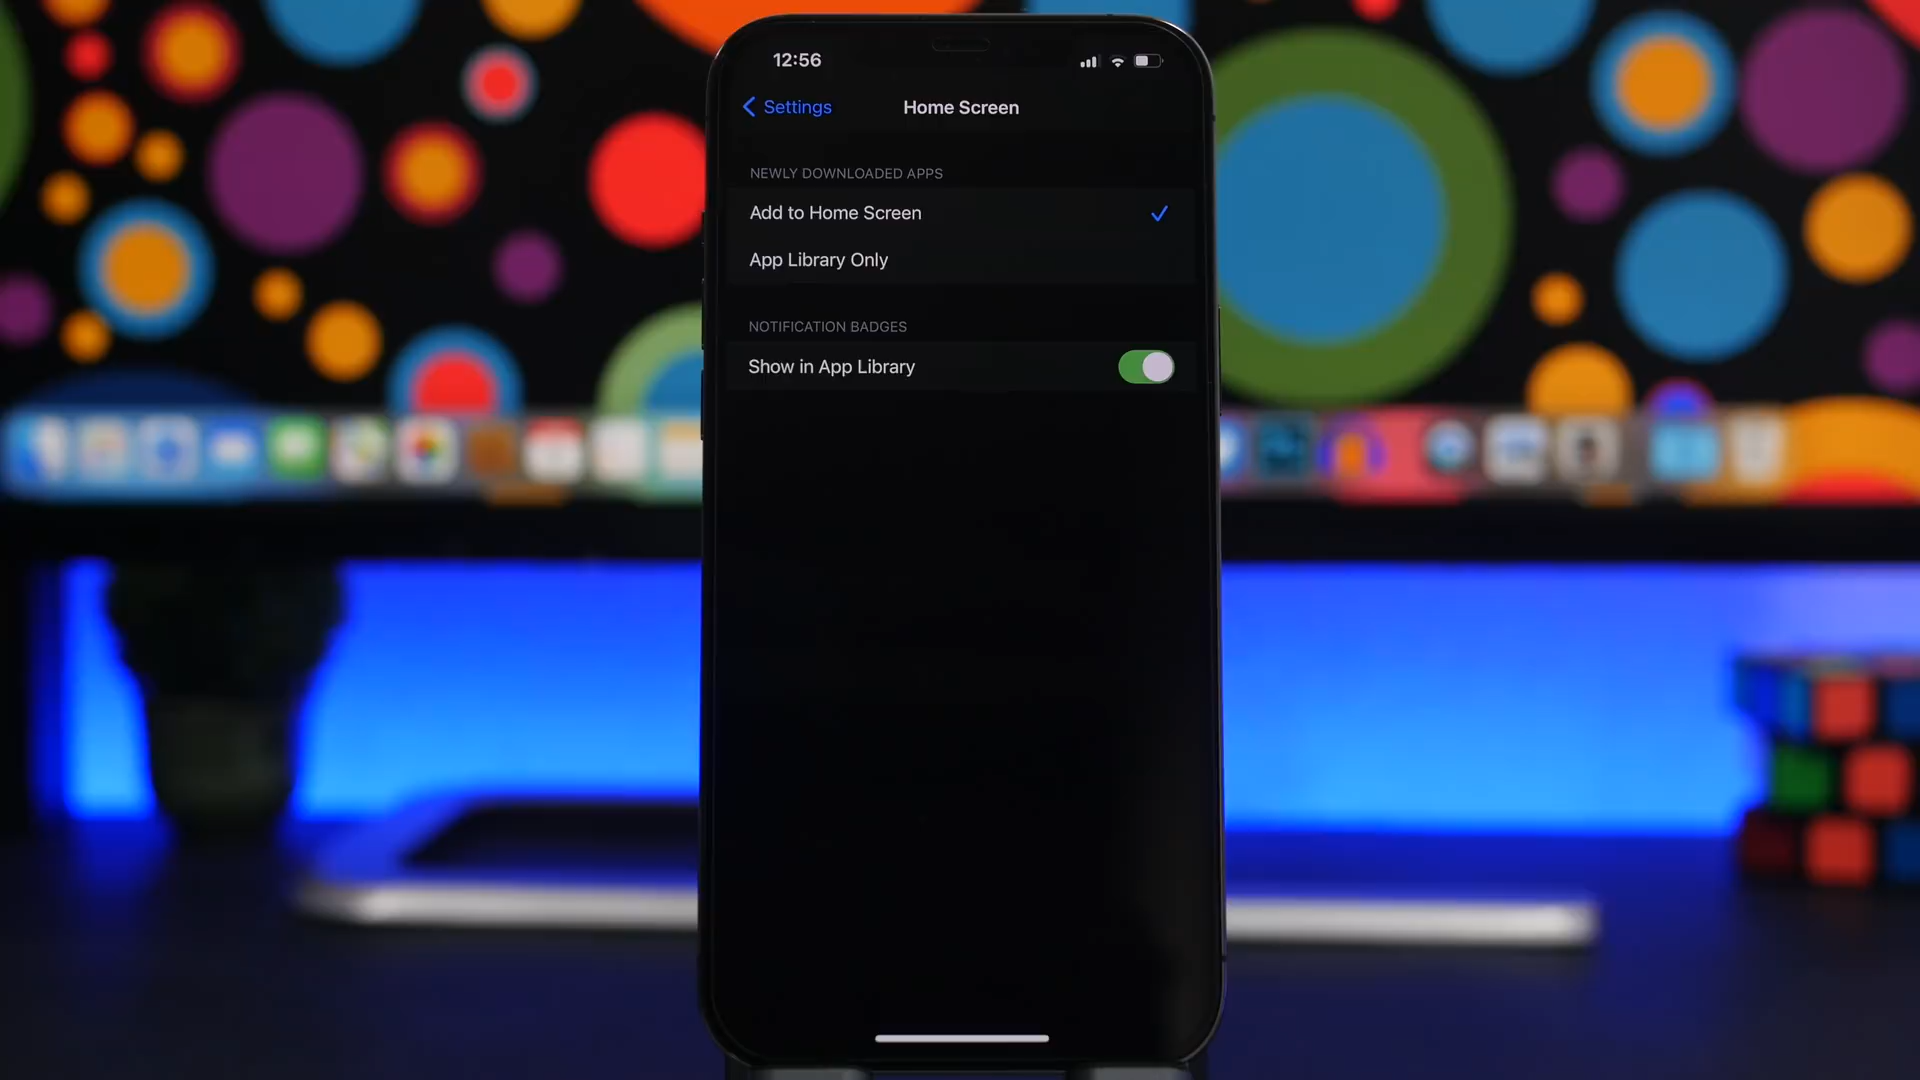 12:56
Settings
Home Screen
NEWLY DOWNLOADED APPS
Add to Home Screen
App Library Only
NOTIFICATION BADGES
Show in App Library